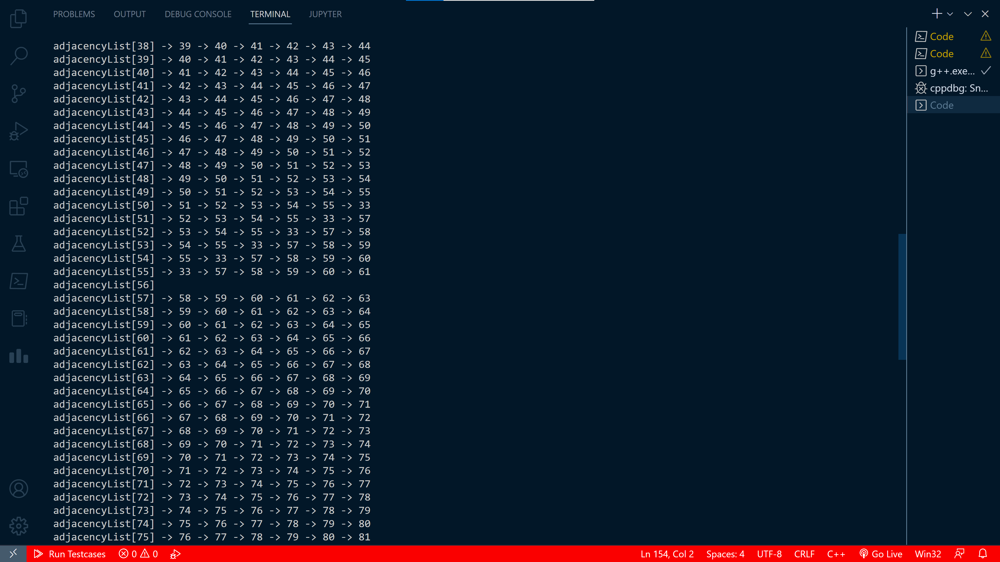 PROBLEMS OUTPUT DEBUG CONSOLE TERMINAL JUPYTER
adjacencyList[38] -> 39 -> 40 -> 41 -> 42 -> 43 -> 44
adjacencyList[39] -> 40 -> 41 -> 42 -> 43 -> 44 -> 45
adjacencyList[40] -> 41 -> 42 -> 43 -> 44 -> 45 -> 46
adjacencyList[41] -> 42 -> 43 -> 44 -> 45 -> 46 -> 47
adjacencyList[42] -> 43 -> 44 -> 45 -> 46 -> 47 -> 48
adjacencyList[43] -> 44 -> 45 -> 46 -> 47 -> 48 -> 49
adjacencyList[44] -> 45 -> 46 -> 47 -> 48 -> 49 -> 50
adjacencyList[45] -> 46 -> 47 -> 48 -> 49 -> 50 -> 51
adjacencyList[46] -> 47 -> 48 -> 49 -> 50 -> 51 -> 52
adjacencyList[47] -> 48 -> 49 -> 50 -> 51 -> 52 -> 53
adjacencyList[48] -> 49 -> 50 -> 51 -> 52 -> 53 -> 54
adjacencyList[49] -> 50 -> 51 -> 52 -> 53 -> 54 -> 55
adjacencyList[50] -> 51 -> 52 -> 53 -> 54 -> 55 -> 33
adjacencyList[51] -> 52 -> 53 -> 54 -> 55 -> 33 -> 57
adjacencyList[52] -> 53 -> 54 -> 55 -> 33 -> 57 -> 58
adjacencyList[53] -> 54 -> 55 -> 33 -> 57 -> 58 -> 59
adjacencyList[54] -> 55 -> 33 -> 57 -> 58 -> 59 -> 60
adjacencyList[55] -> 33 -> 57 -> 58 -> 59 -> 60 -> 61
adjacencyList[56]
adjacencyList[57] -> 58 -> 59 -> 60 -> 61 -> 62 -> 63
adjacencyList[58] -> 59 -> 60 -> 61 -> 62 -> 63 -> 64
adjacencyList[59] -> 60 -> 61 -> 62 -> 63 -> 64 -> 65
adjacencyList[60] -> 61 -> 62 -> 63 -> 64 -> 65 -> 66
adjacencyList[61] -> 62 -> 63 -> 64 -> 65 -> 66 -> 67
adjacencyList[62] -> 63 -> 64 -> 65 -> 66 -> 67 -> 68
adjacencyList[63] -> 64 -> 65 -> 66 -> 67 -> 68 -> 69
adjacencyList[64] -> 65 -> 66 -> 67 -> 68 -> 69 -> 70
adjacencyList[65] -> 66 -> 67 -> 68 -> 69 -> 70 -> 71
adjacencyList[66] -> 67 -> 68 -> 69 -> 70 -> 71 -> 72
adjacencyList[67] -> 68 -> 69 -> 70 -> 71 -> 72 -> 73
adjacencyList[68] -> 69 -> 70 -> 71 -> 72 -> 73 -> 74
adjacencyList[69] -> 70 -> 71 -> 72 -> 73 -> 74 -> 75
adjacencyList[70] -> 71 -> 72 -> 73 -> 74 -> 75 -> 76
adjacencyList[71] -> 72 -> 73 -> 74 -> 75 -> 76 -> 77
adjacencyList[72] -> 73 -> 74 -> 75 -> 76 -> 77 -> 78
adjacencyList[73] -> 74 -> 75 -> 76 -> 77 -> 78 -> 79
adjacencyList[74] -> 75 -> 76 -> 77 -> 78 -> 79 -> 80
adjacencyList[75] -> 76 -> 77 -> 78 -> 79 -> 80 -> 81
Code
Code
g++.exe...
cppdbg: Sn...
Code
Run Testcases 0 0 Ln 154, Col 2 Spaces: 4 UTF-8 CRLF C++ Go Live Win32